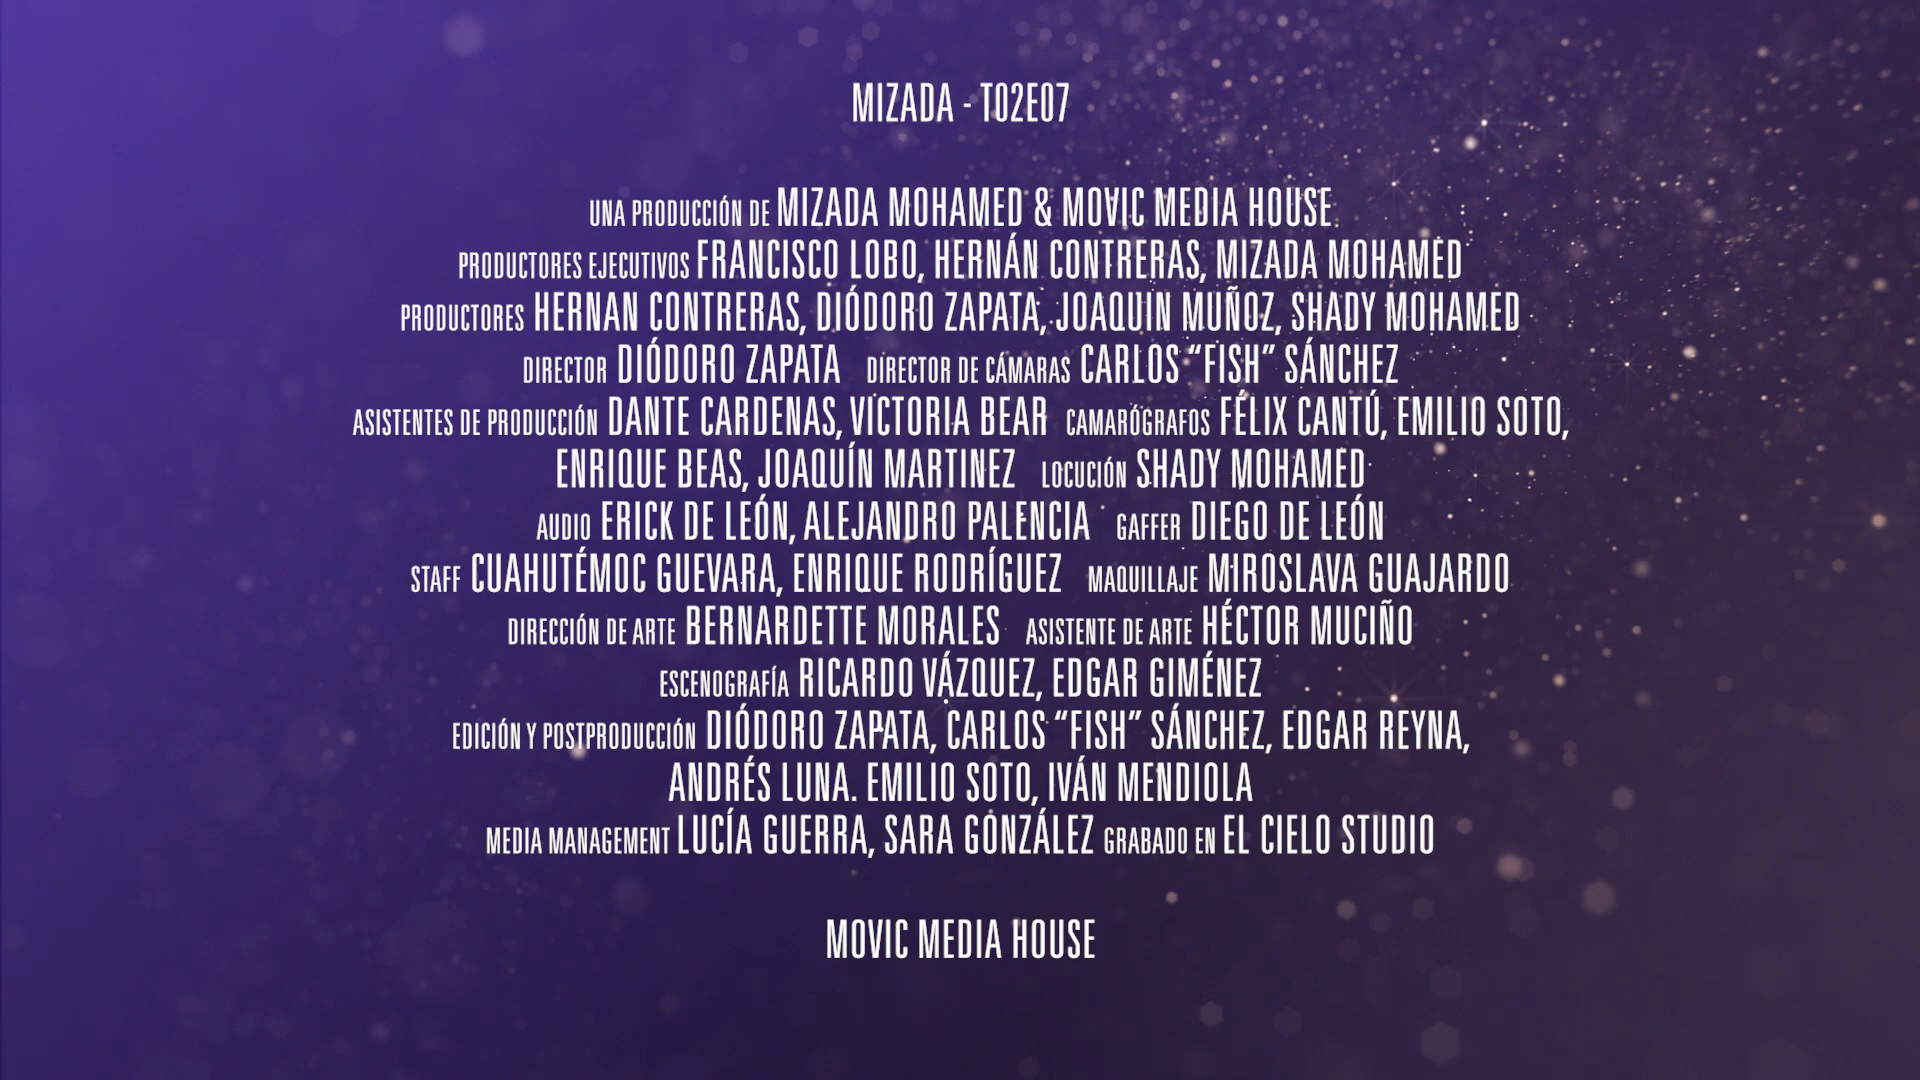 MIZADA - T02E07
UNA PRODUCCIÓN DE MIZADA MOHAMED & MOVIC MEDIA HOUSE
PRODUCTORES EJECUTIVOS FRANCISCO LOBO, HERNÁN CONTRERAS, MIZADA MOHAMED
PRODUCTORES HERNAN CONTRERAS, DIÓDORO ZAPATA, JOAQUIN MUÑOZ, SHADY MOHAMED
DIRECTOR DIÓDORO ZAPATA DIRECTOR DE CÁMARAS CARLOS “FISH” SÁNCHEZ
ASISTENTES DE PRODUCCIÓN DANTE CARDENAS, VICTORIA BEAR CAMARÓGRAFOS FÉLIX CANTÚ, EMILIO SOTO,
ENRIQUE BEAS, JOAQUÍN MARTINEZ LOCUCIÓN SHADY MOHAMED
AUDIO ERICK DE LEÓN, ALEJANDRO PALENCIA GAFFER DIEGO DE LEÓN
STAFF CUAHUTÉMOC GUEVARA, ENRIQUE RODRÍGUEZ MAQUILLAJE MIROSLAVA GUAJARDO
DIRECCIÓN DE ARTE BERNARDETTE MORALES ASISTENTE DE ARTE HÉCTOR MUCIÑO
ESCENOGRAFÍA RICARDO VÁZQUEZ, EDGAR GIMÉNEZ
EDICIÓN Y POSTPRODUCCIÓN DIÓDORO ZAPATA, CARLOS “FISH” SÁNCHEZ, EDGAR REYNA,
ANDRÉS LUNA. EMILIO SOTO, IVÁN MENDIOLA
MEDIA MANAGEMENT LUCÍA GUERRA, SARA GONZÁLEZ GRABADO EN EL CIELO STUDIO
MOVIC MEDIA HOUSE